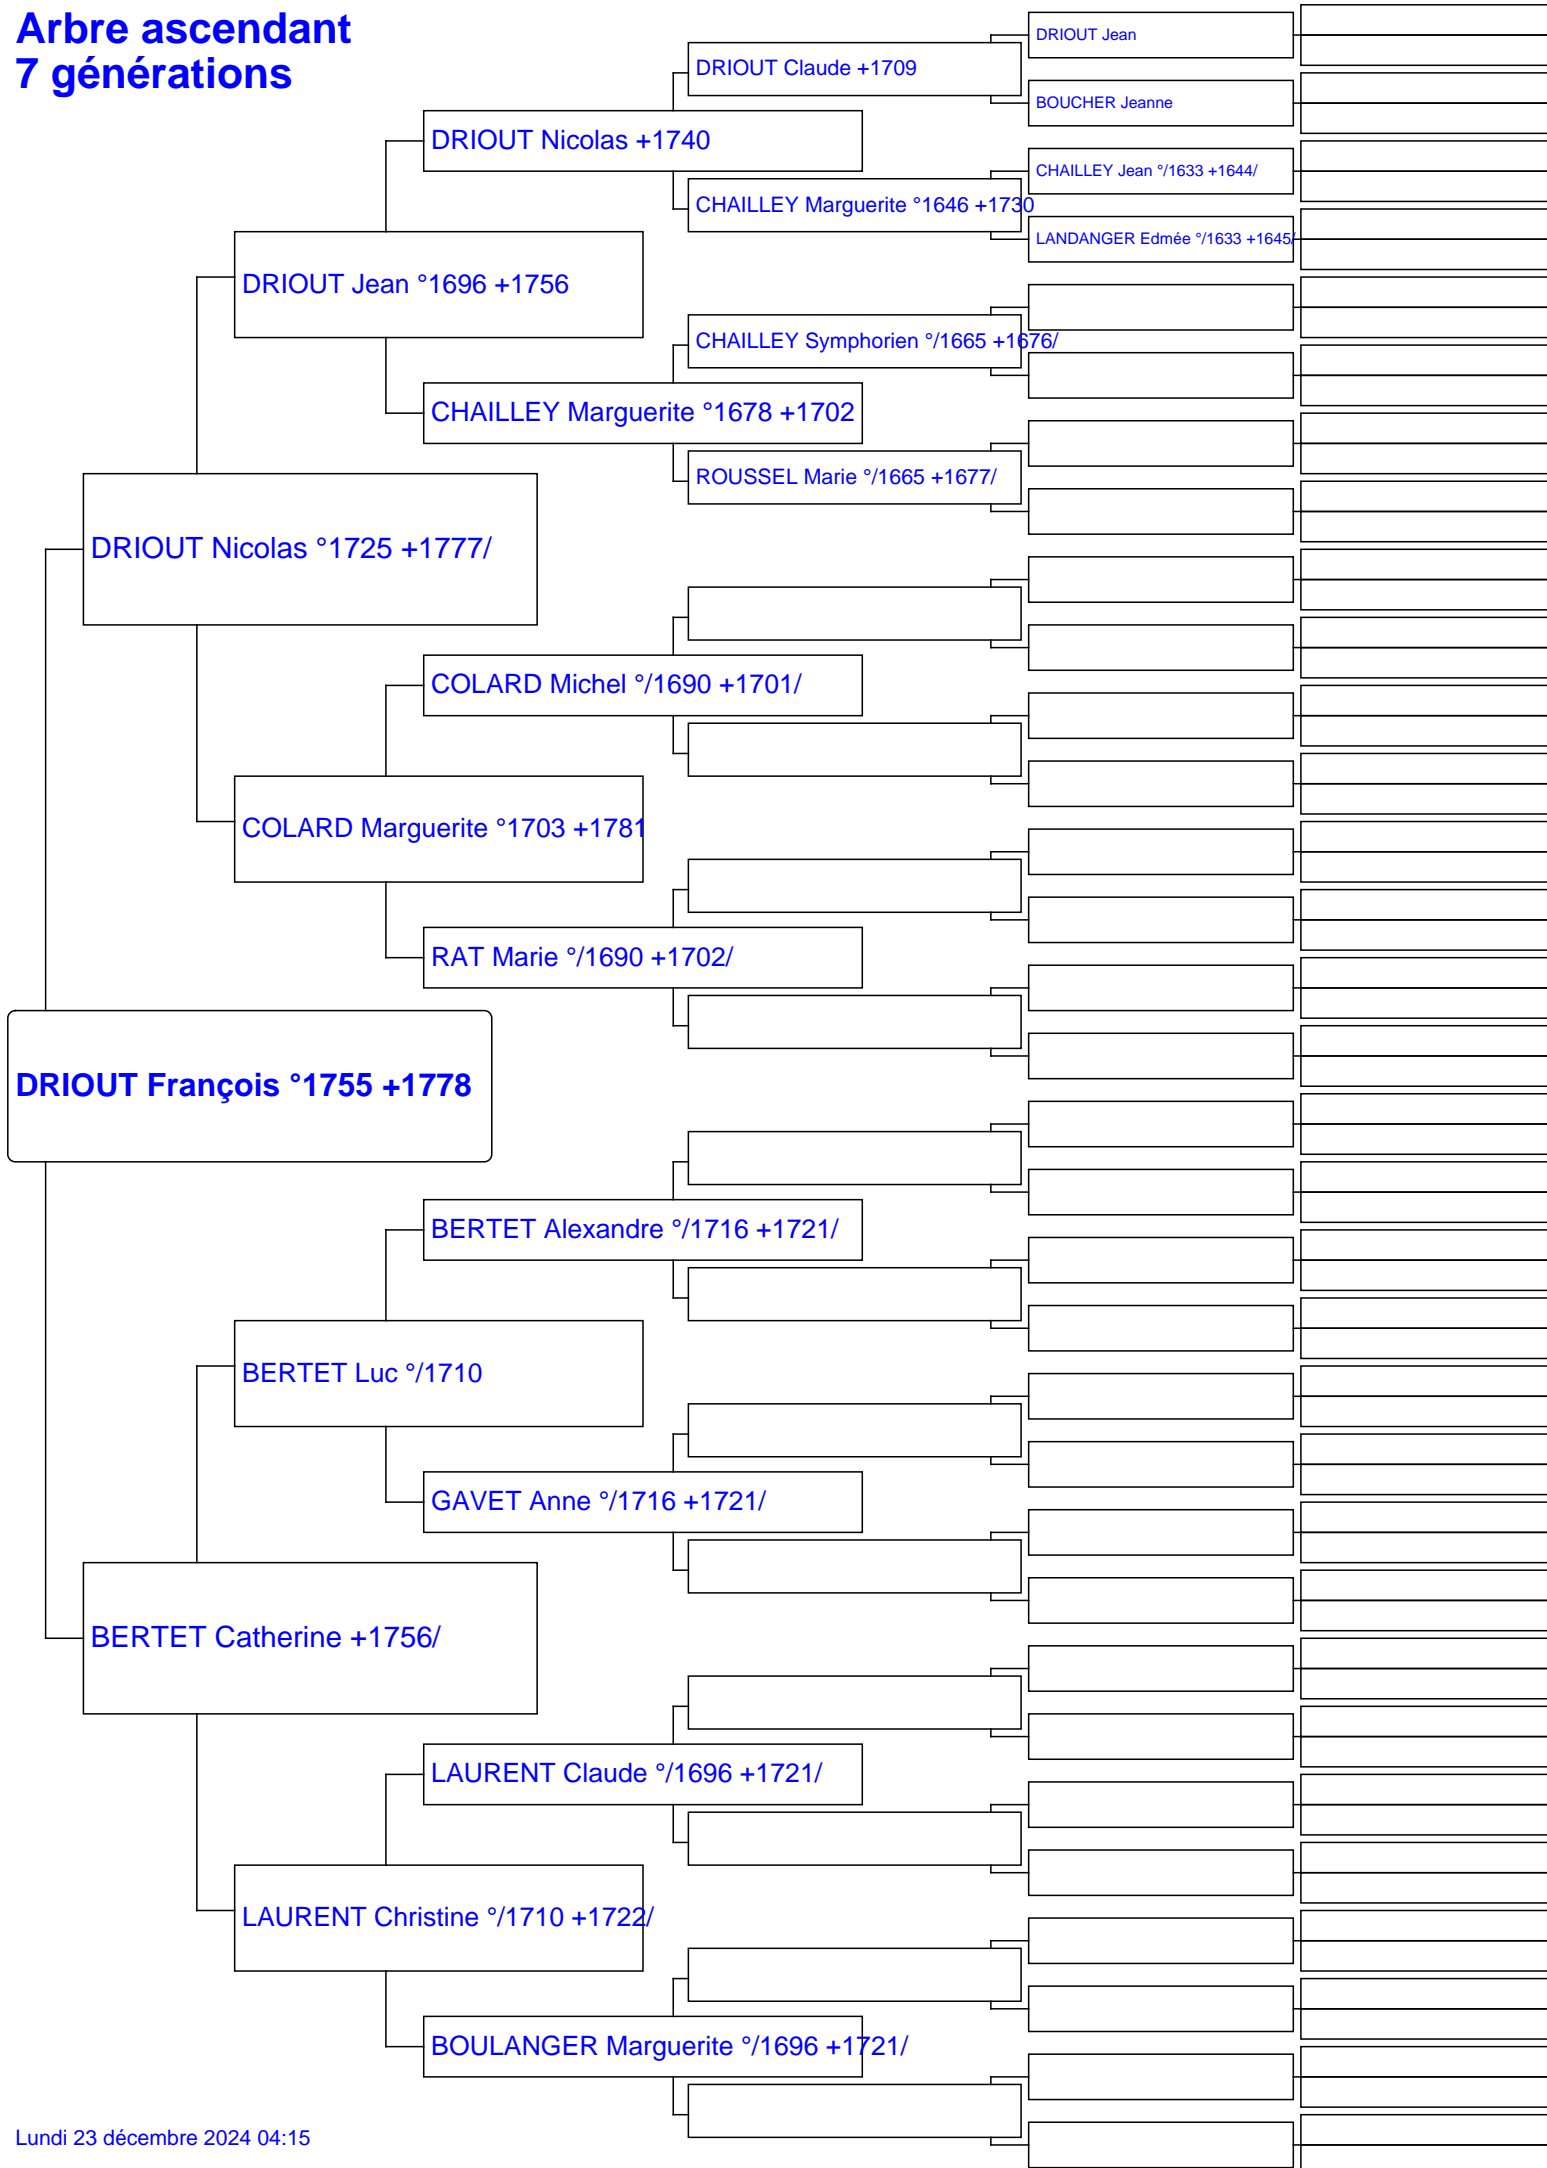 Arbre ascendant
7 générations
DRIOUT Jean
DRIOUT Claude +1709
BOUCHER Jeanne
DRIOUT Nicolas +1740
CHAILLEY Jean °/1633 +1644/
CHAILLEY Marguerite °1646 +1730
LANDANGER Edmée °/1633 +1645/
DRIOUT Jean °1696 +1756
CHAILLEY Symphorien °/1665 +1676/
CHAILLEY Marguerite °1678 +1702
ROUSSEL Marie °/1665 +1677/
DRIOUT Nicolas °1725 +1777/
COLARD Michel °/1690 +1701/
COLARD Marguerite °1703 +1781
RAT Marie °/1690 +1702/
DRIOUT François °1755 +1778
BERTET Alexandre °/1716 +1721/
BERTET Luc °/1710
GAVET Anne °/1716 +1721/
BERTET Catherine +1756/
LAURENT Claude °/1696 +1721/
LAURENT Christine °/1710 +1722/
BOULANGER Marguerite °/1696 +1721/
Lundi 23 décembre 2024 04:15